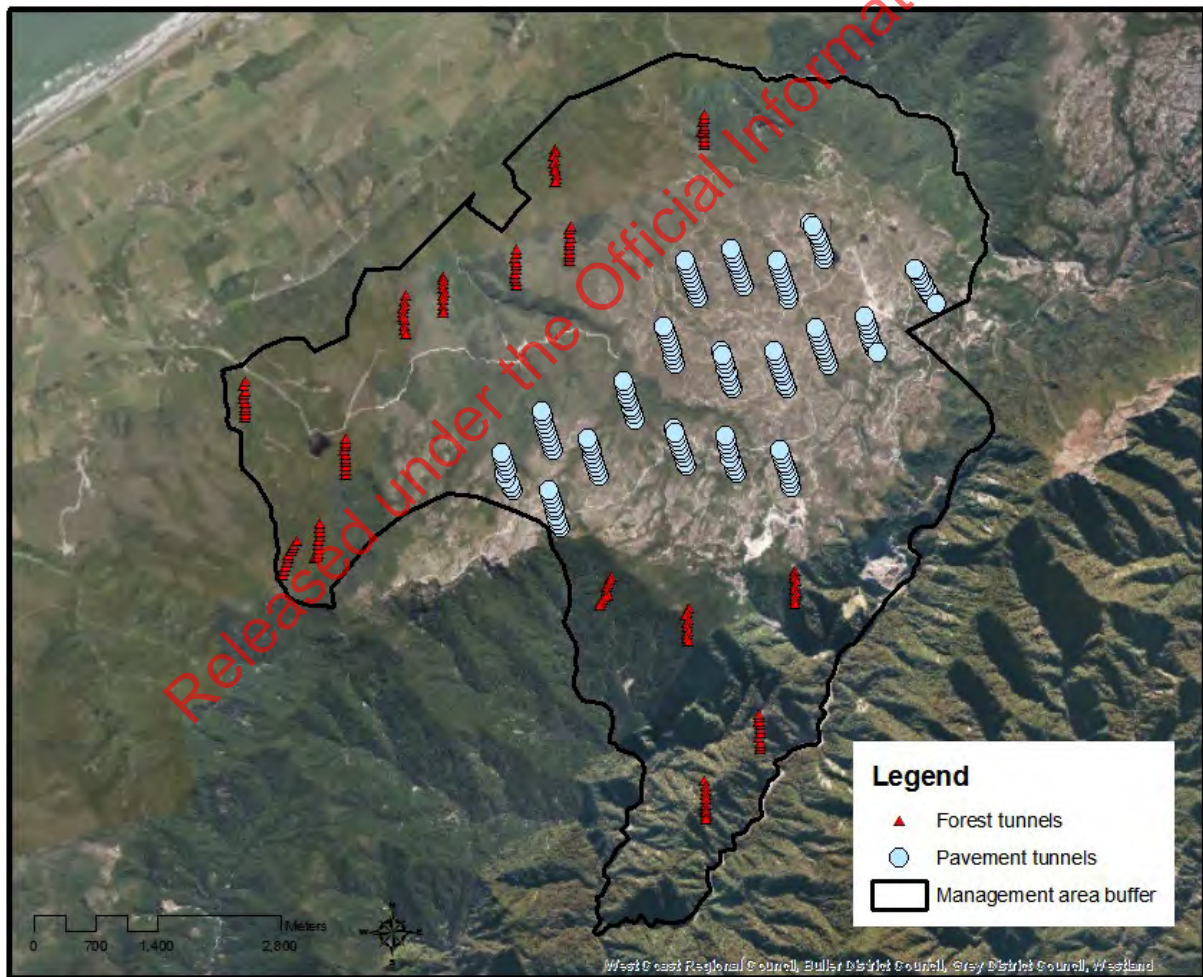 Released under the Official Informat
Legend
Forest tunnels
Pavement tunnels
Management area buffer
Meters
0 700 1,400 2,800
N
W E
S
West Coast Regional Council, Buller District Council, Grey District Council, Westland